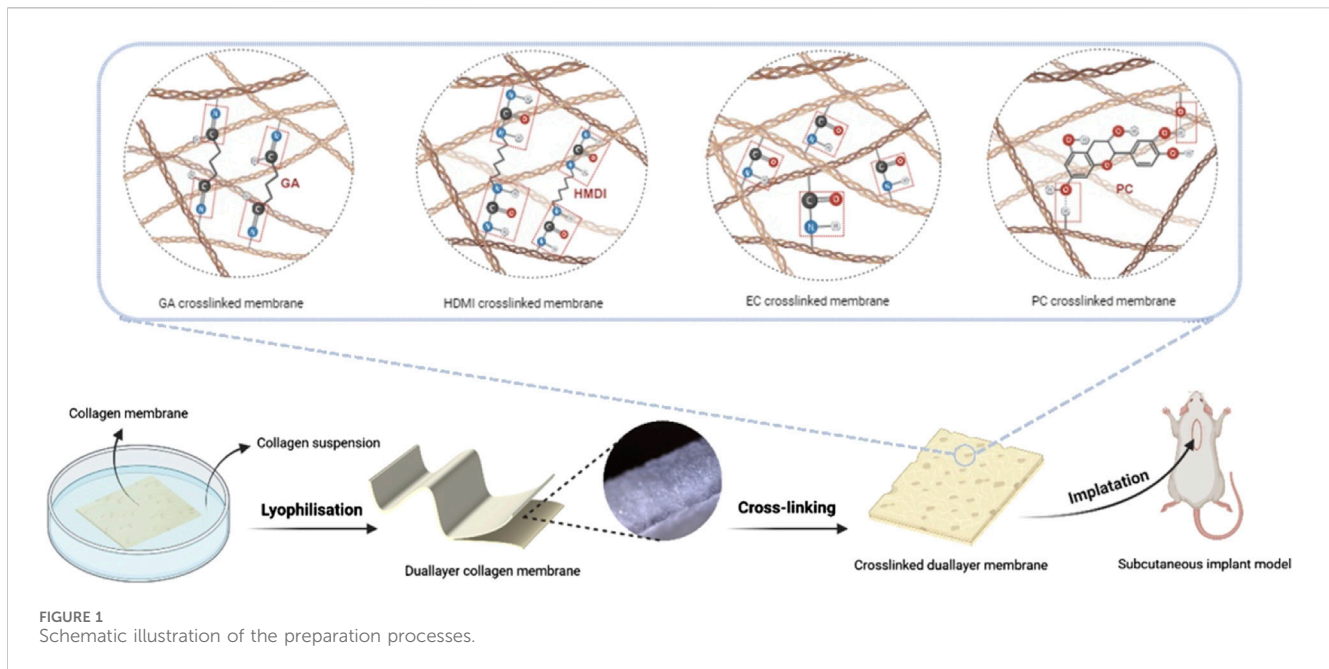 GA
HMDI
PC
GA crosslinked membrane
HDMI crosslinked membrane
EC crosslinked membrane
PC crosslinked membrane
Collagen membrane
Collagen suspension
Lyophilisation
Cross-linking
Implatation
Duallayer collagen membrane
Crosslinked duallayer membrane
Subcutaneous implant model
FIGURE 1
Schematic illustration of the preparation processes.